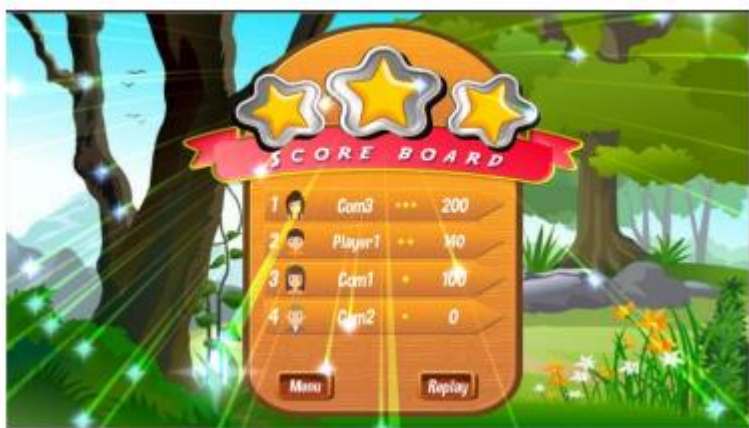 SCORE BOARD
1 Com3 200
2 Player1 140
3 Com1 100
4 Com2 0
Menu Replay